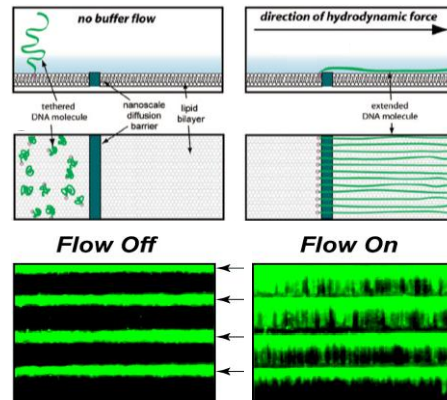 no buffer flow
direction of hydrodynamic force
tethered
DNA molecule
nanoscale
diffusion
barrier
lipid
bilayer
extended
DNA molecule
Flow Off
Flow On